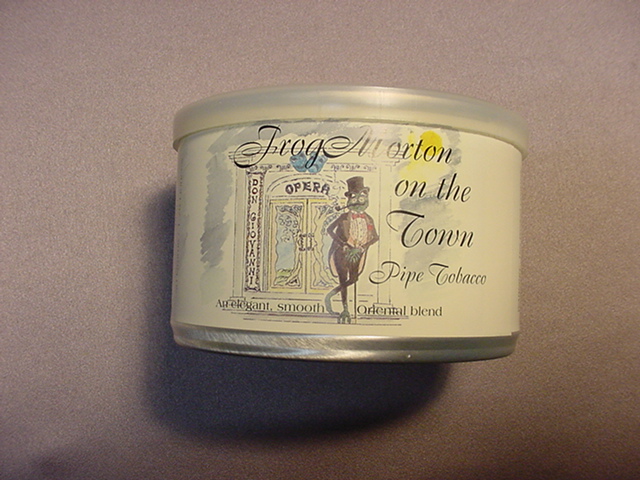 Frog Morton
on the
Town
Pipe Tobacco
OPERA
DON GIOVANNI
An elegant, smooth Oriental blend